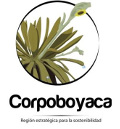 Corpoboyaca
Región estratégica para la sostenibilidad